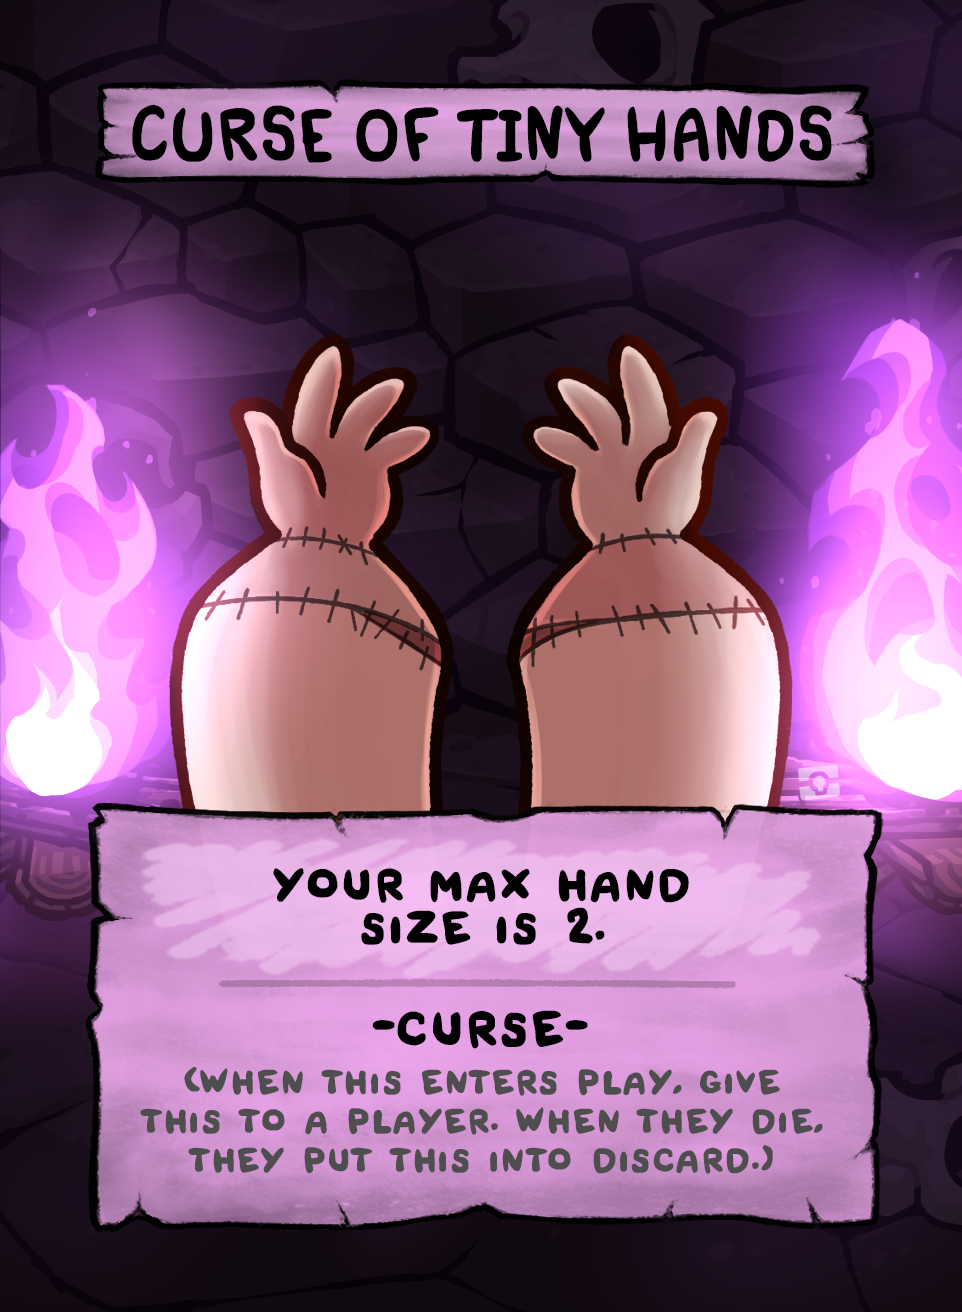 CURSE OF TINY HANDS
YOUR MAX HAND
SIZE IS 2.
-CURSE-
(WHEN THIS ENTERS PLAY, GIVE
THIS TO A PLAYER. WHEN THEY DIE,
THEY PUT THIS INTO DISCARD.)